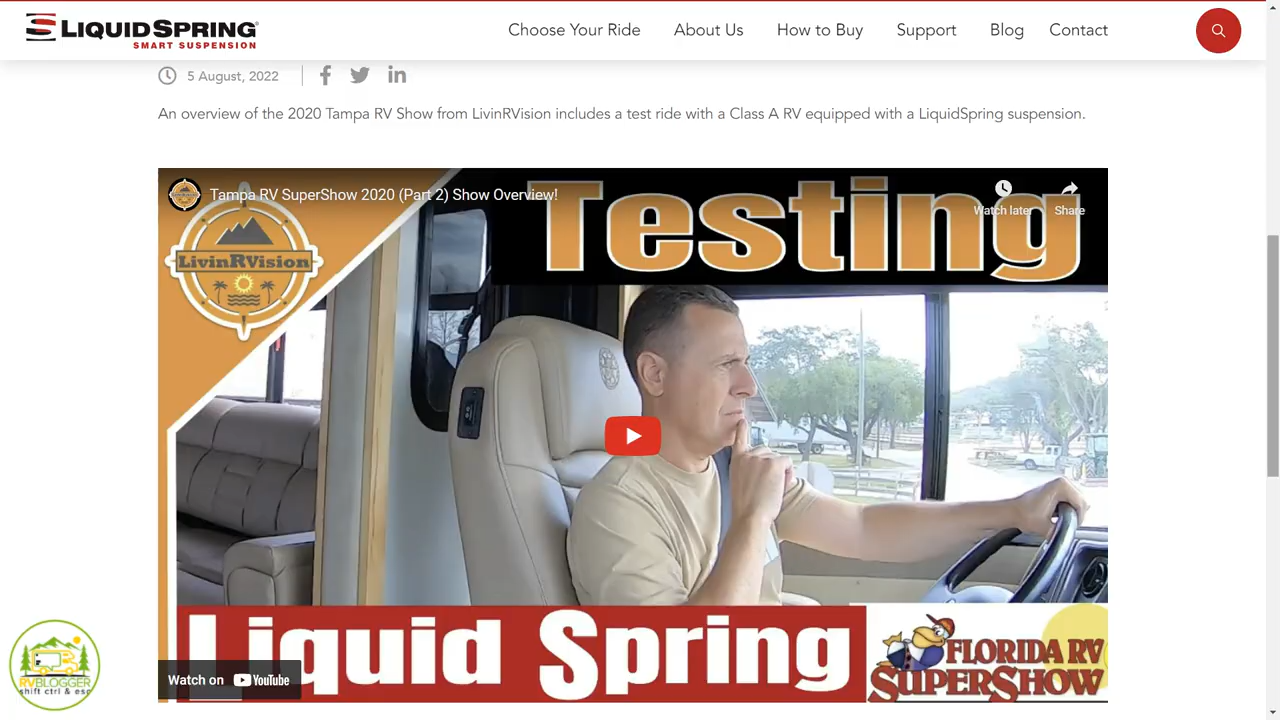 LIQUIDSPRING®
SMART SUSPENSION
Choose Your Ride
About Us
How to Buy
Support
Blog
Contact
5 August, 2022
An overview of the 2020 Tampa RV Show from LivinRVision includes a test ride with a Class A RV equipped with a LiquidSpring suspension.
Tampa RV SuperShow 2020 (Part 2) Show Overview!
Watch later
Share
Testing
LivinRVision
Liquid Spring
FLORIDA RV
SUPERSHOW
Watch on YouTube
RVBLOGGER
shift ctrl & esc